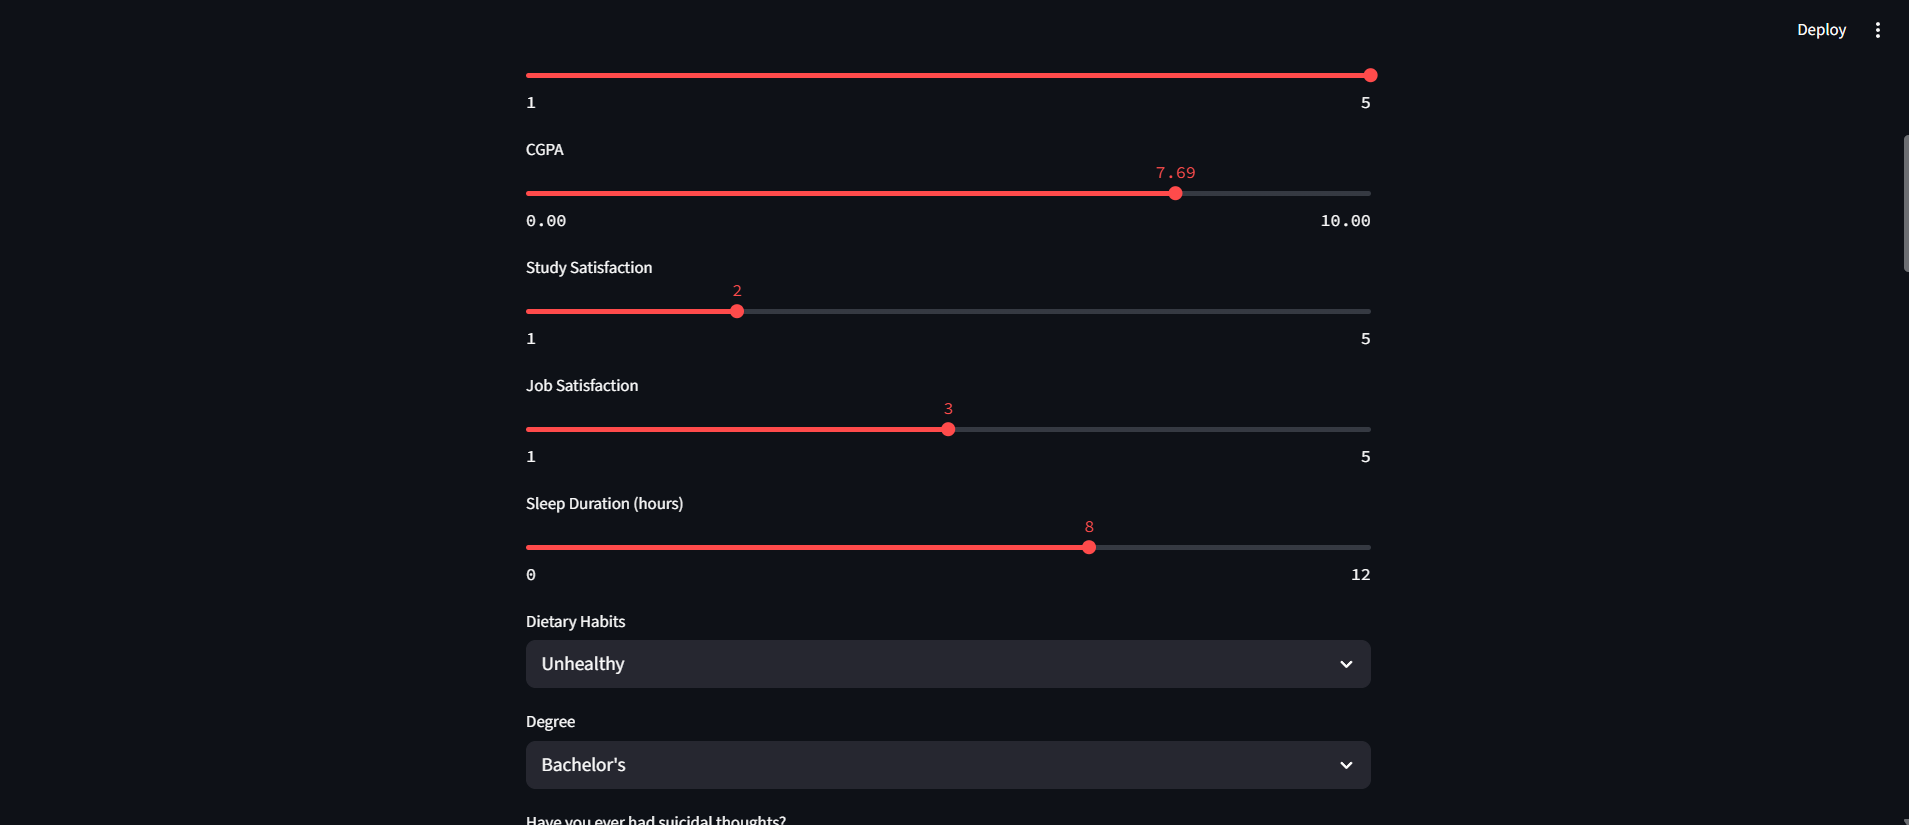 Deploy
1 5
CGPA
7.69
0.00 10.00
Study Satisfaction
2
1 5
Job Satisfaction
3
1 5
Sleep Duration (hours)
8
0 12
Dietary Habits
Unhealthy
Degree
Bachelor's
Have you ever had suicidal thoughts?